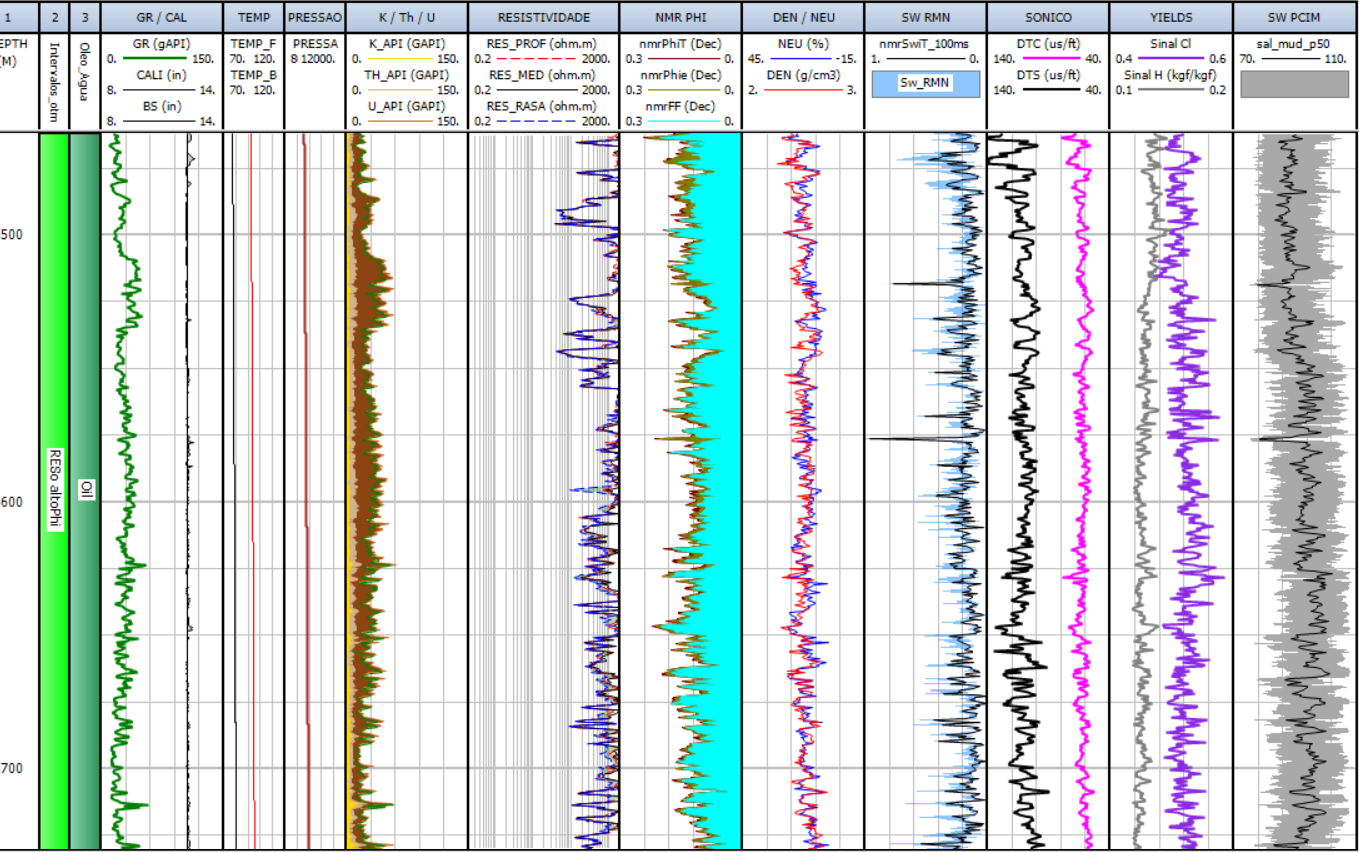 1 2 3 GR / CAL TEMP PRESSAO K / Th / U RESISTIVIDADE NMR PHI DEN / NEU SW RMN SONICO YIELDS SW PCIM
EPTH
(M)
Intervalos_otm
Oleo_Agua
GR (gAPI)
0. 150.
CALI (in)
8. 14.
BS (in)
8. 14.
TEMP_F
70. 120.
TEMP_B
70. 120.
PRESSA
8 12000.
K_API (GAPI)
0. 150.
TH_API (GAPI)
0. 150.
U_API (GAPI)
0. 150.
RES_PROF (ohm.m)
0.2 2000.
RES_MED (ohm.m)
0.2 2000.
RES_RASA (ohm.m)
0.2 2000.
nmrPhiT (Dec)
0.3 0.
nmrPhie (Dec)
0.3 0.
nmrFF (Dec)
0.3 0.
NEU (%)
45. -15.
DEN (g/cm3)
2. 3.
nmrSwiT_100ms
1. 0.
Sw_RMN
DTC (us/ft)
140. 40.
DTS (us/ft)
140. 40.
Sinal Cl
0.4 0.6
Sinal H (kgf/kgf)
0.1 0.2
sal_mud_p50
70. 110.
500
600
700
RESo altoPhi
Oil